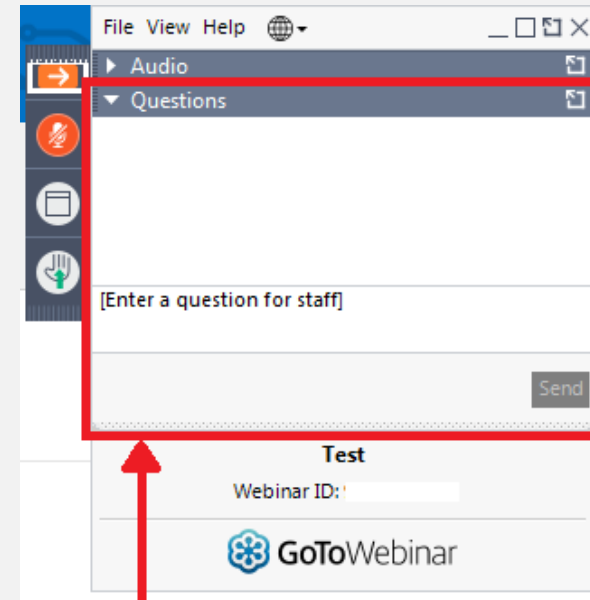 File View Help
Audio
Questions
[Enter a question for staff]
Send
Test
Webinar ID:
GoToWebinar